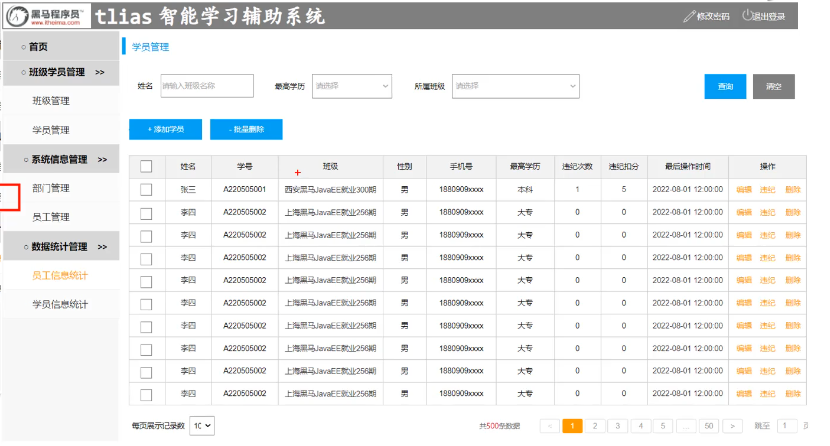 黑马程序员
www.itheima.com
tlias 智能学习辅助系统
修改密码 退出登录
首页
班级学员管理 >>
班级管理
学员管理
系统信息管理 >>
部门管理
员工管理
数据统计管理 >>
员工信息统计
学员信息统计
学员管理
姓名 请输入班级名称 最高学历 请选择 所属班级 请选择 查询 清空
+ 添加学员 - 批量删除
姓名 学号 班级 性别 手机号 最高学历 违纪次数 违纪扣分 最后操作时间 操作
张三 A220505001 西安黑马JavaEE就业300期 男 1880909xxxx 本科 1 5 2022-08-01 12:00:00 编辑 违纪 删除
李四 A220505002 上海黑马JavaEE就业256期 男 1880909xxxx 大专 0 0 2022-08-01 12:00:00 编辑 违纪 删除
李四 A220505002 上海黑马JavaEE就业256期 男 1880909xxxx 大专 0 0 2022-08-01 12:00:00 编辑 违纪 删除
李四 A220505002 上海黑马JavaEE就业256期 男 1880909xxxx 大专 0 0 2022-08-01 12:00:00 编辑 违纪 删除
李四 A220505002 上海黑马JavaEE就业256期 男 1880909xxxx 大专 0 0 2022-08-01 12:00:00 编辑 违纪 删除
李四 A220505002 上海黑马JavaEE就业256期 男 1880909xxxx 大专 0 0 2022-08-01 12:00:00 编辑 违纪 删除
李四 A220505002 上海黑马JavaEE就业256期 男 1880909xxxx 大专 0 0 2022-08-01 12:00:00 编辑 违纪 删除
李四 A220505002 上海黑马JavaEE就业256期 男 1880909xxxx 大专 0 0 2022-08-01 12:00:00 编辑 违纪 删除
李四 A220505002 上海黑马JavaEE就业256期 男 1880909xxxx 大专 0 0 2022-08-01 12:00:00 编辑 违纪 删除
李四 A220505002 上海黑马JavaEE就业256期 男 1880909xxxx 大专 0 0 2022-08-01 12:00:00 编辑 违纪 删除
每页展示记录数 10 共500条数据 < 1 2 3 4 5 ... 50 > 跳至 1 页